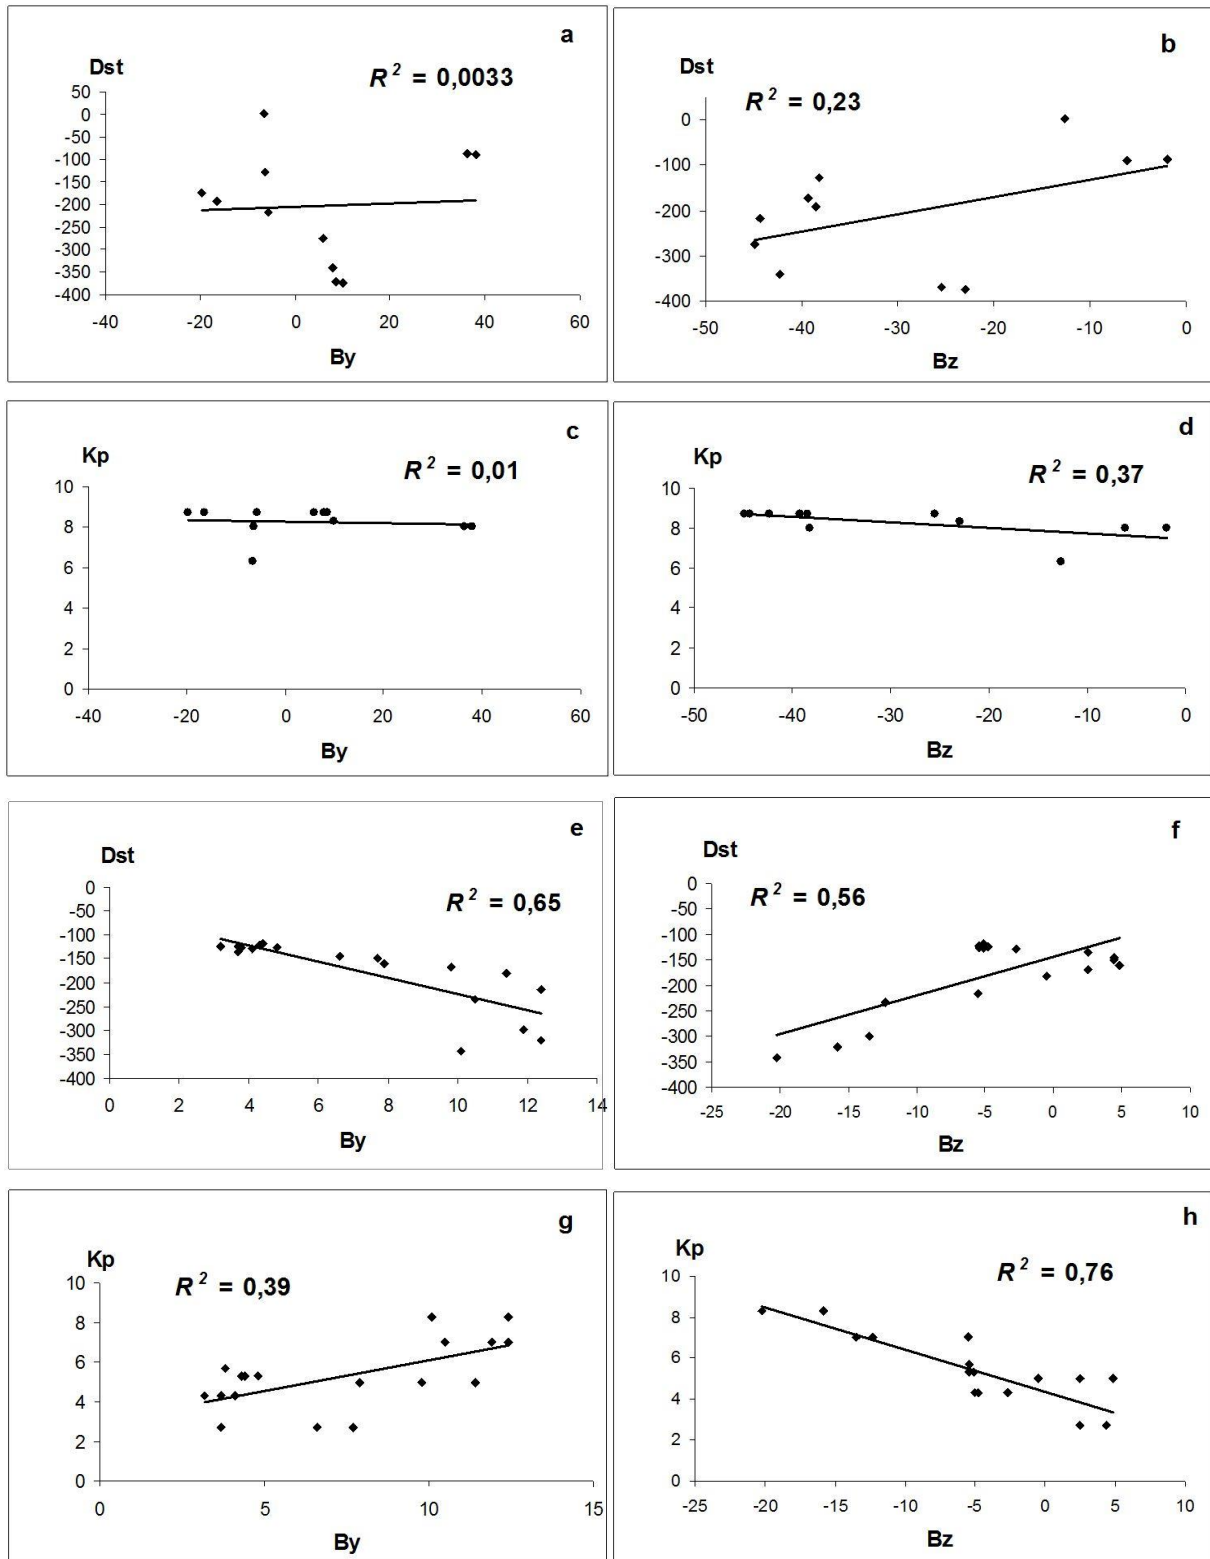 a
Dst
R² = 0,0033
50
0
-50
-100
-150
-200
-250
-300
-350
-400
-40 -20 0 20 40 60
By
b
Dst
R² = 0,23
0
-100
-200
-300
-400
-50 -40 -30 -20 -10 0
Bz
c
Kp
R² = 0,01
10
8
6
4
2
0
-40 -20 0 20 40 60
By
d
Kp
R² = 0,37
10
8
6
4
2
0
-50 -40 -30 -20 -10 0
Bz
e
Dst
R² = 0,65
0
-50
-100
-150
-200
-250
-300
-350
-400
0 2 4 6 8 10 12 14
By
f
Dst
R² = 0,56
0
-50
-100
-150
-200
-250
-300
-350
-400
-25 -20 -15 -10 -5 0 5 10
Bz
g
Kp
R² = 0,39
10
8
6
4
2
0
0 5 10 15
By
h
Kp
R² = 0,76
10
8
6
4
2
0
-25 -20 -15 -10 -5 0 5 10
Bz